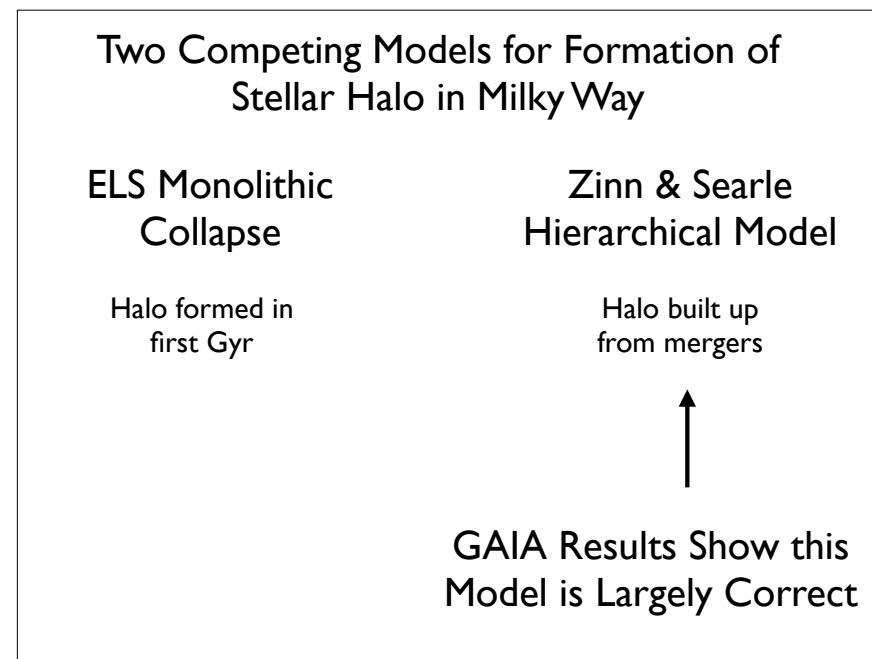 Two Competing Models for Formation of
Stellar Halo in Milky Way
ELS Monolithic
Collapse
Halo formed in
first Gyr
Zinn & Searle
Hierarchical Model
Halo built up
from mergers
GAIA Results Show this
Model is Largely Correct